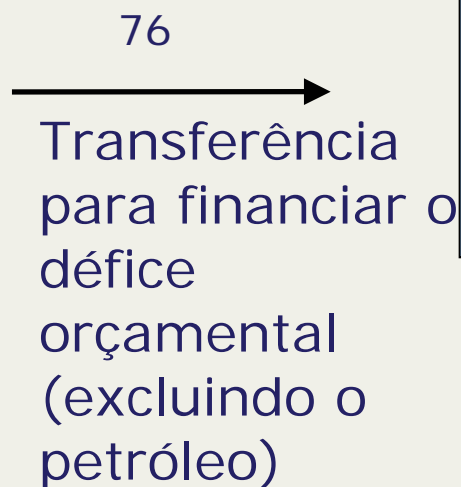 76
Transferência
para financiar o
défice
orçamental
(excluindo o
petróleo)